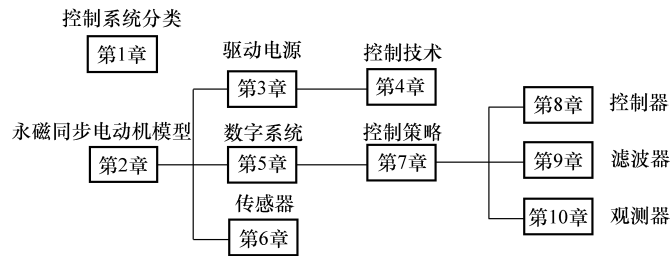 控制系统分类
第1章
驱动电源
第3章
控制技术
第4章
第8章
控制器
永磁同步电动机模型
第2章
数字系统
第5章
控制策略
第7章
第9章
滤波器
传感器
第6章
第10章
观测器